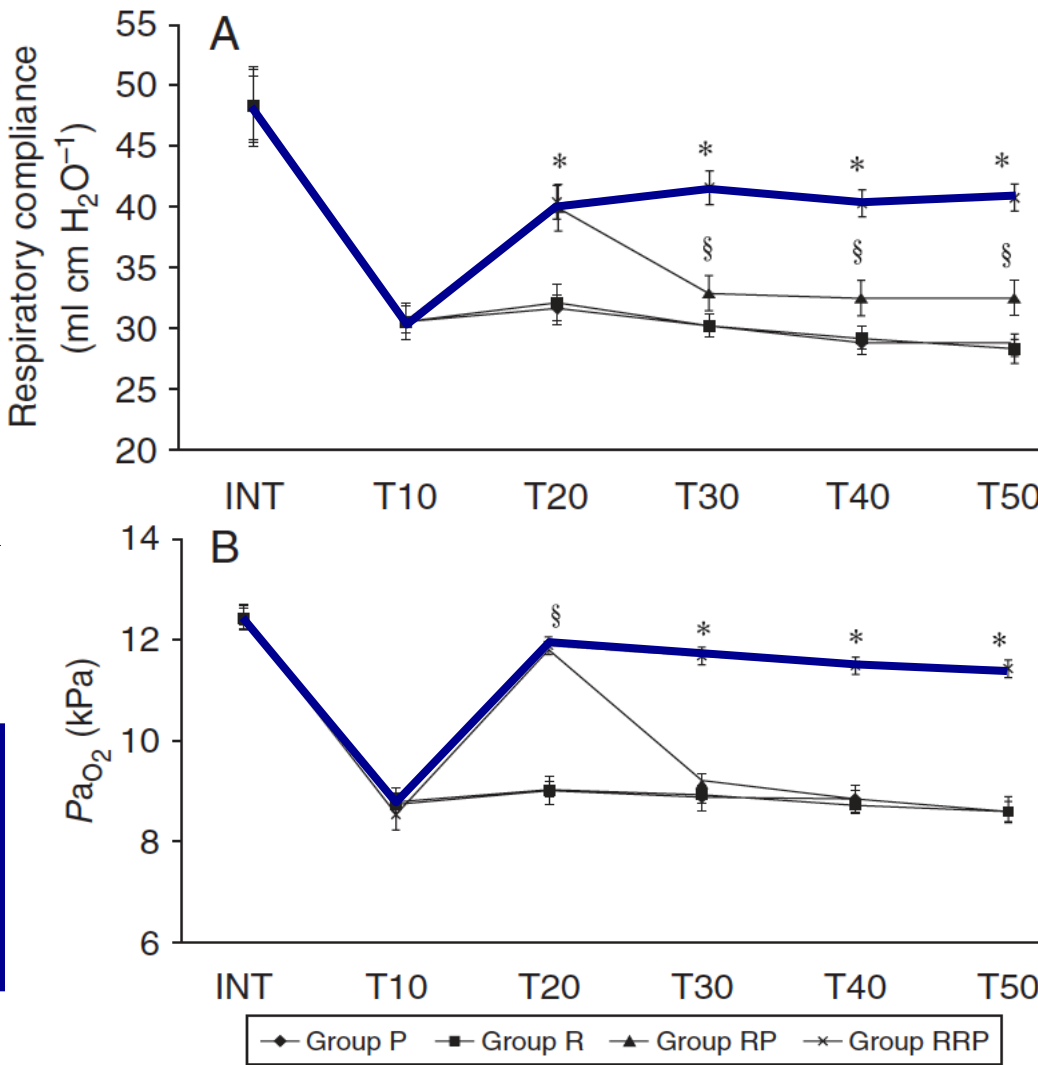 A
Respiratory compliance
(ml cm H₂O⁻¹)
55
50
45
40
35
30
25
20
* * * *
§ § §
INT T10 T20 T30 T40 T50
B
PaO₂ (kPa)
14
12
10
8
6
§ * * *
INT T10 T20 T30 T40 T50
Group P Group R Group RP Group RRP